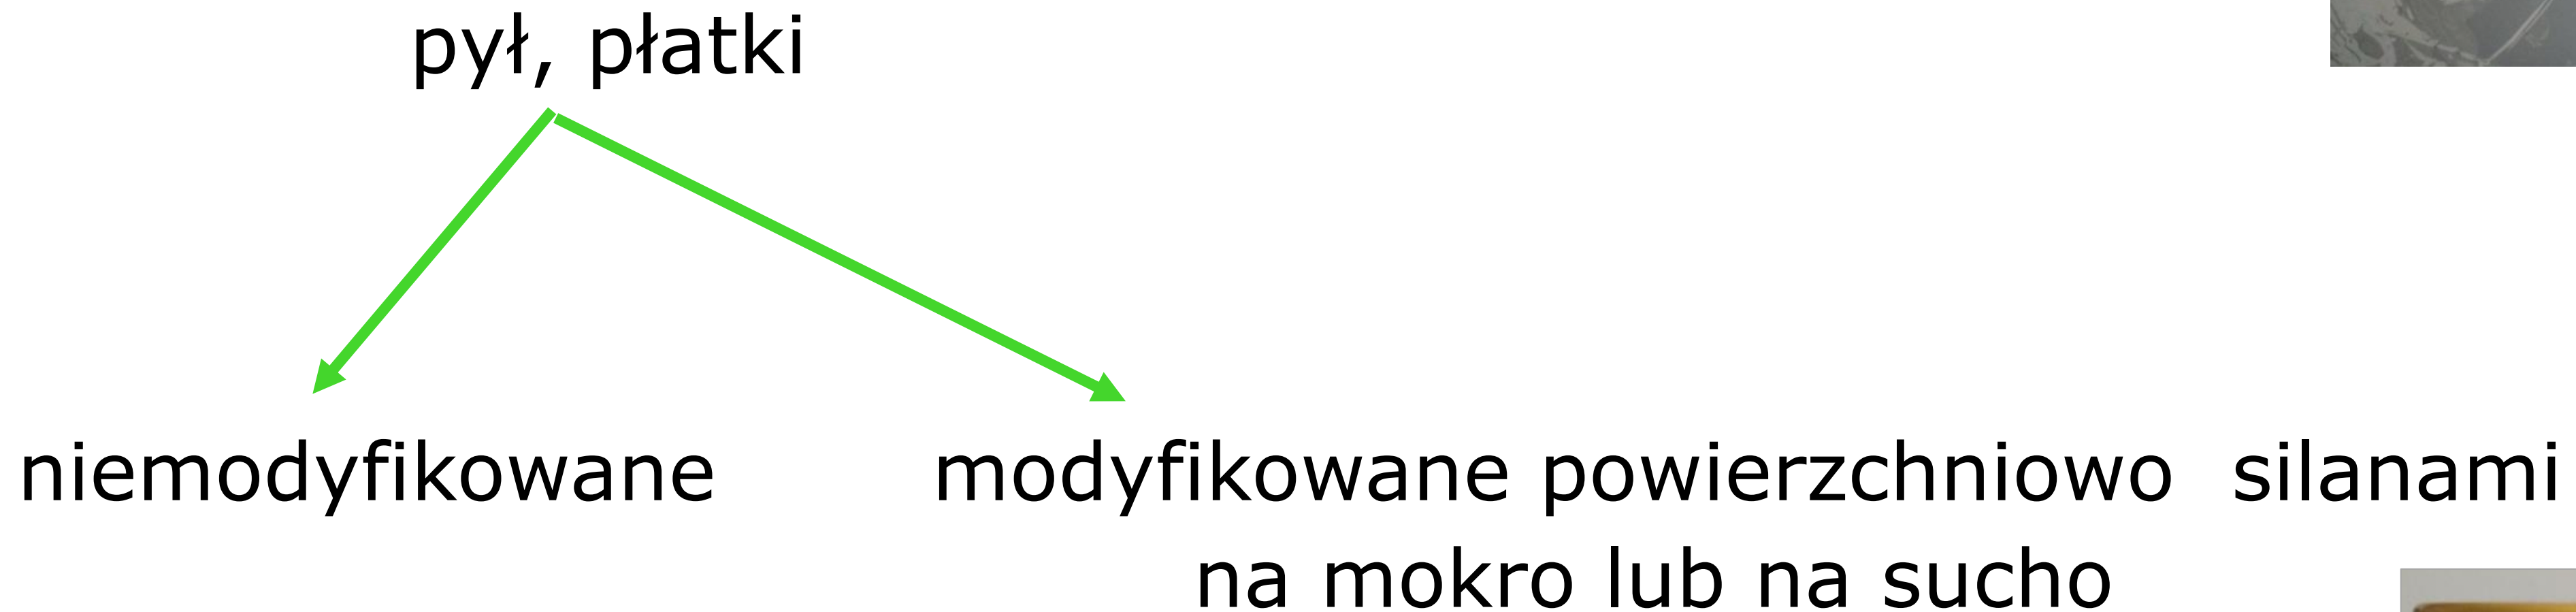 pył, płatki
niemodyfikowane modyfikowane powierzchniowo silanami
na mokro lub na sucho